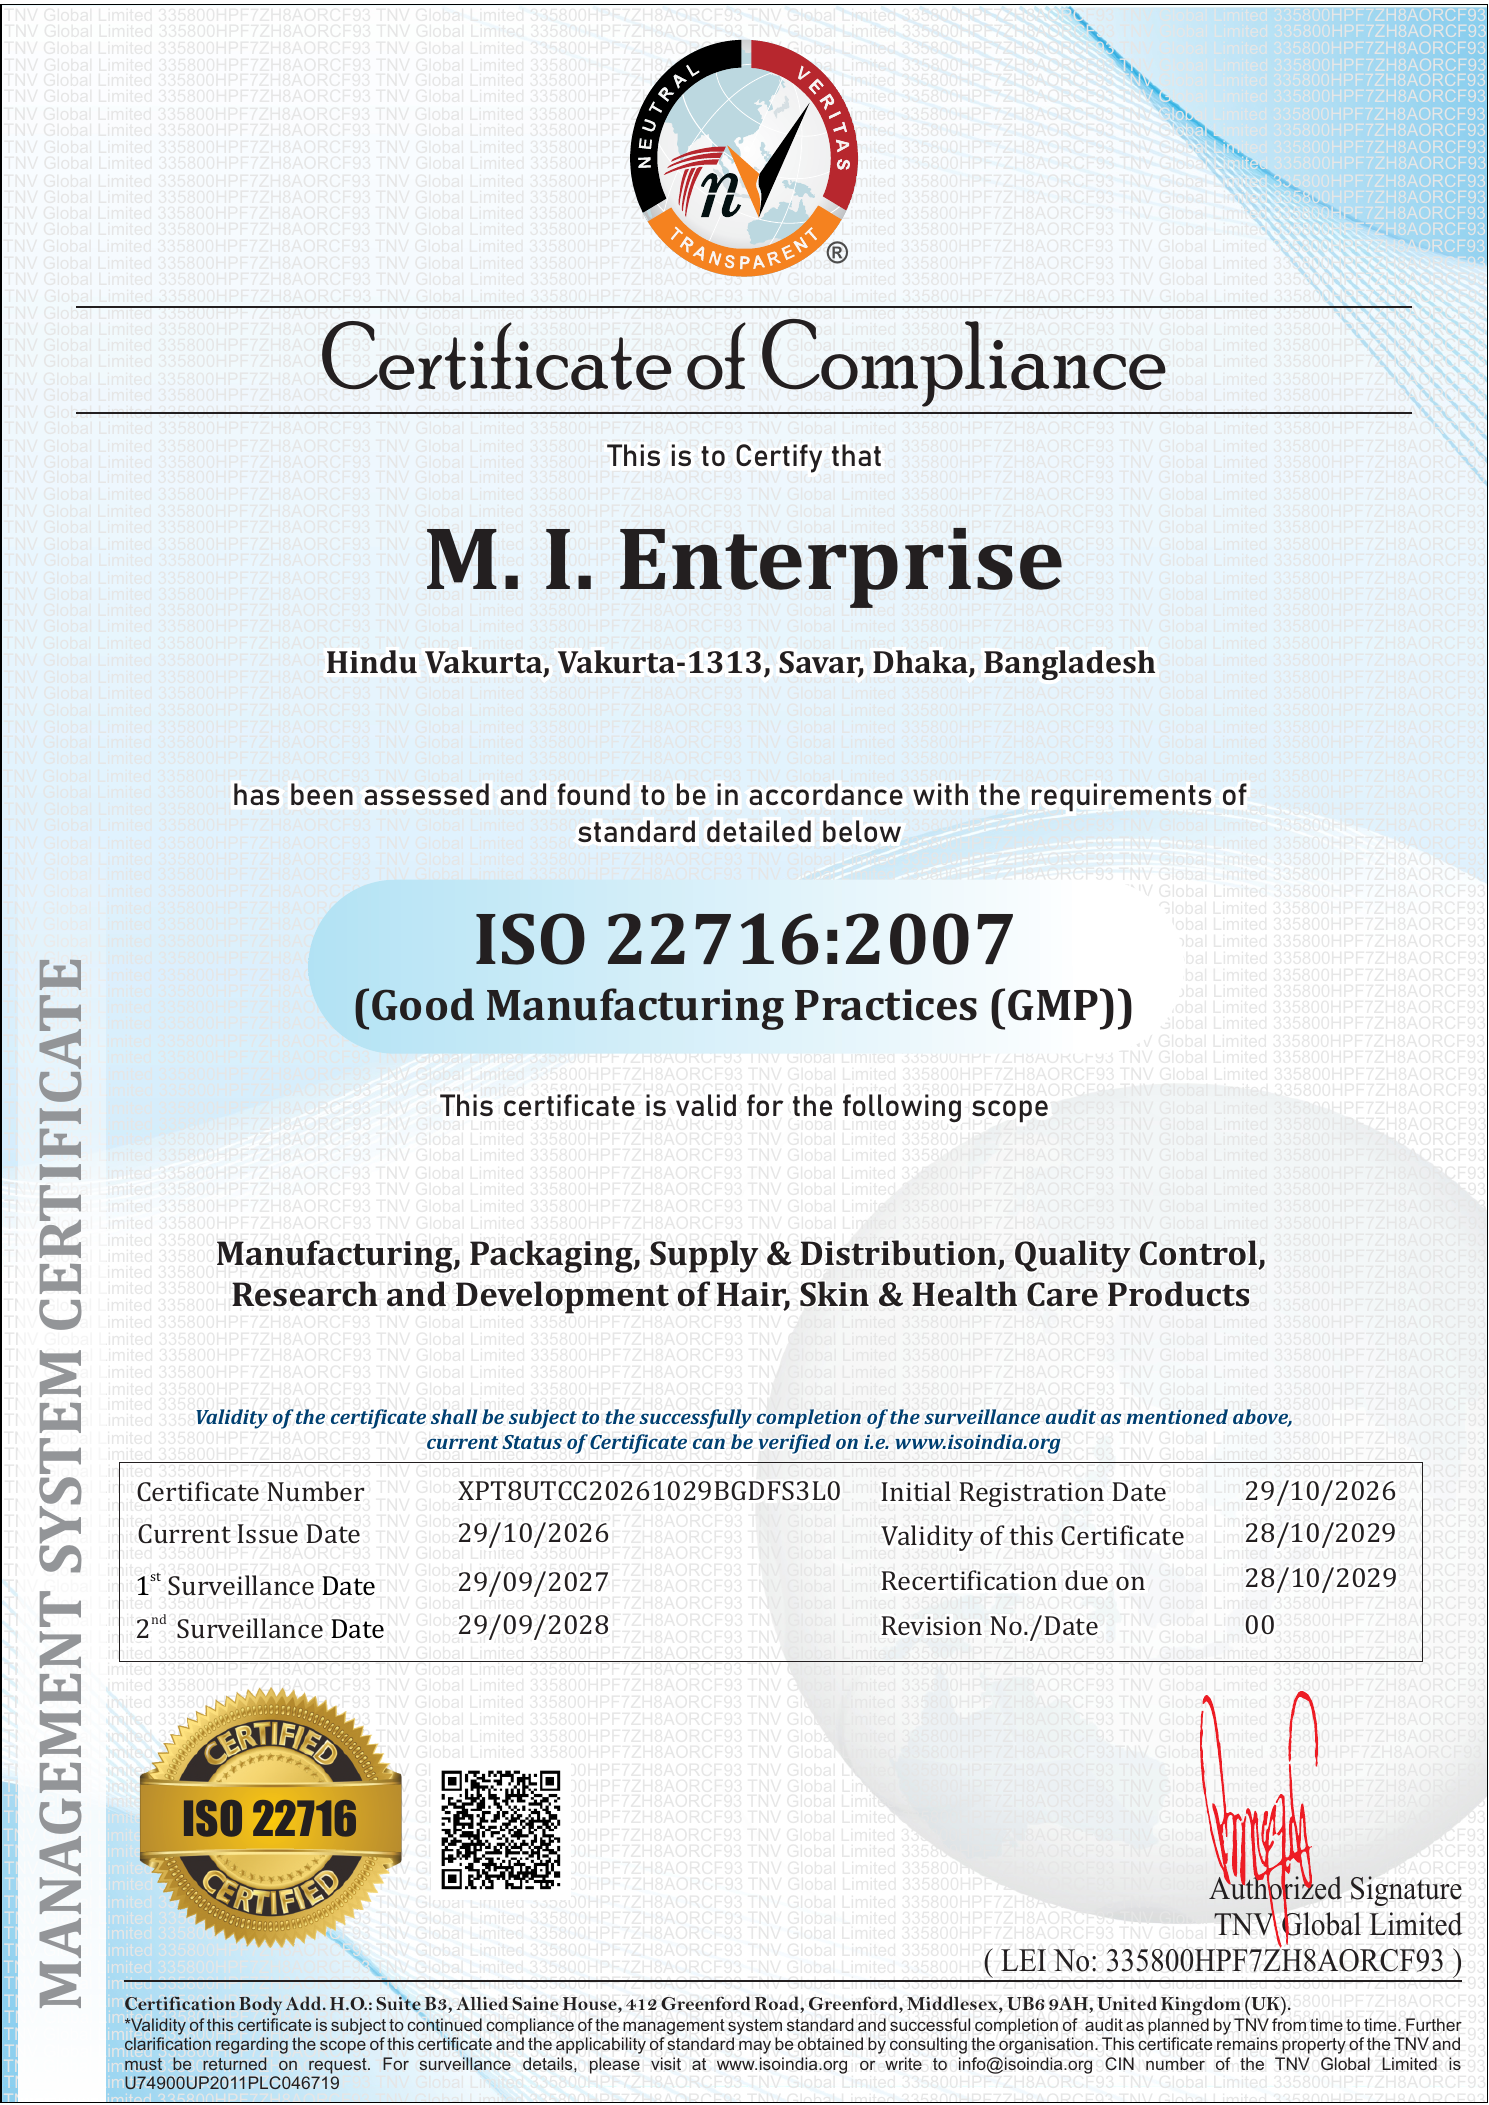 NEUTRAL
VERITAS
TRANSPARENT
TNV
®
Certificate of Compliance
This is to Certify that
M. I. Enterprise
Hindu Vakurta, Vakurta-1313, Savar, Dhaka, Bangladesh
has been assessed and found to be in accordance with the requirements of
standard detailed below
ISO 22716:2007
(Good Manufacturing Practices (GMP))
This certificate is valid for the following scope
Manufacturing, Packaging, Supply & Distribution, Quality Control,
Research and Development of Hair, Skin & Health Care Products
Validity of the certificate shall be subject to the successfully completion of the surveillance audit as mentioned above,
current Status of Certificate can be verified on i.e. www.isoindia.org
Certificate Number XPT8UTCC20261029BGDFS3L0 Initial Registration Date 29/10/2026
Current Issue Date 29/10/2026 Validity of this Certificate 28/10/2029
1st Surveillance Date 29/09/2027 Recertification due on 28/10/2029
2nd Surveillance Date 29/09/2028 Revision No./Date 00
MANAGEMENT SYSTEM CERTIFICATE
CERTIFIED
ISO 22716
CERTIFIED
Authorized Signature
TNV Global Limited
( LEI No: 335800HPF7ZH8AORCF93 )
Certification Body Add. H.O.: Suite B3, Allied Saine House, 412 Greenford Road, Greenford, Middlesex, UB6 9AH, United Kingdom (UK).
*Validity of this certificate is subject to continued compliance of the management system standard and successful completion of audit as planned by TNV from time to time. Further
clarification regarding the scope of this certificate and the applicability of standard may be obtained by consulting the organisation. This certificate remains property of the TNV and
must be returned on request. For surveillance details, please visit at www.isoindia.org or write to info@isoindia.org CIN number of the TNV Global Limited is
U74900UP2011PLC046719